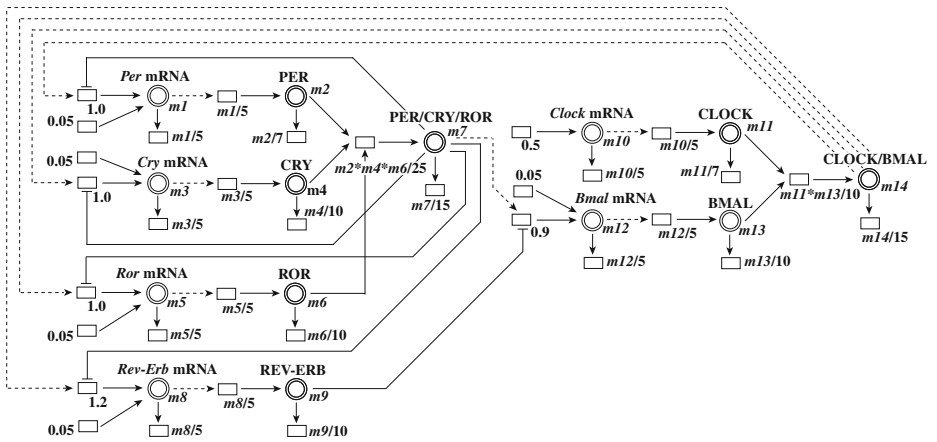 Per mRNA
m1
1.0
0.05
m1/5
m1/5
PER
m2
m2/7
PER/CRY/ROR
m7
m2*m4*m6/25
m7/15
0.05
Cry mRNA
m3
1.0
m3/5
m3/5
CRY
m4
m4/10
Ror mRNA
m5
1.0
0.05
m5/5
m5/5
ROR
m6
m6/10
Rev-Erb mRNA
m8
1.2
0.05
m8/5
m8/5
REV-ERB
m9
m9/10
Clock mRNA
0.5
m10
m10/5
m10/5
CLOCK
m11
m11/7
0.05
Bmal mRNA
0.9
m12
m12/5
m12/5
BMAL
m13
m13/10
CLOCK/BMAL
m11*m13/10
m14
m14/15